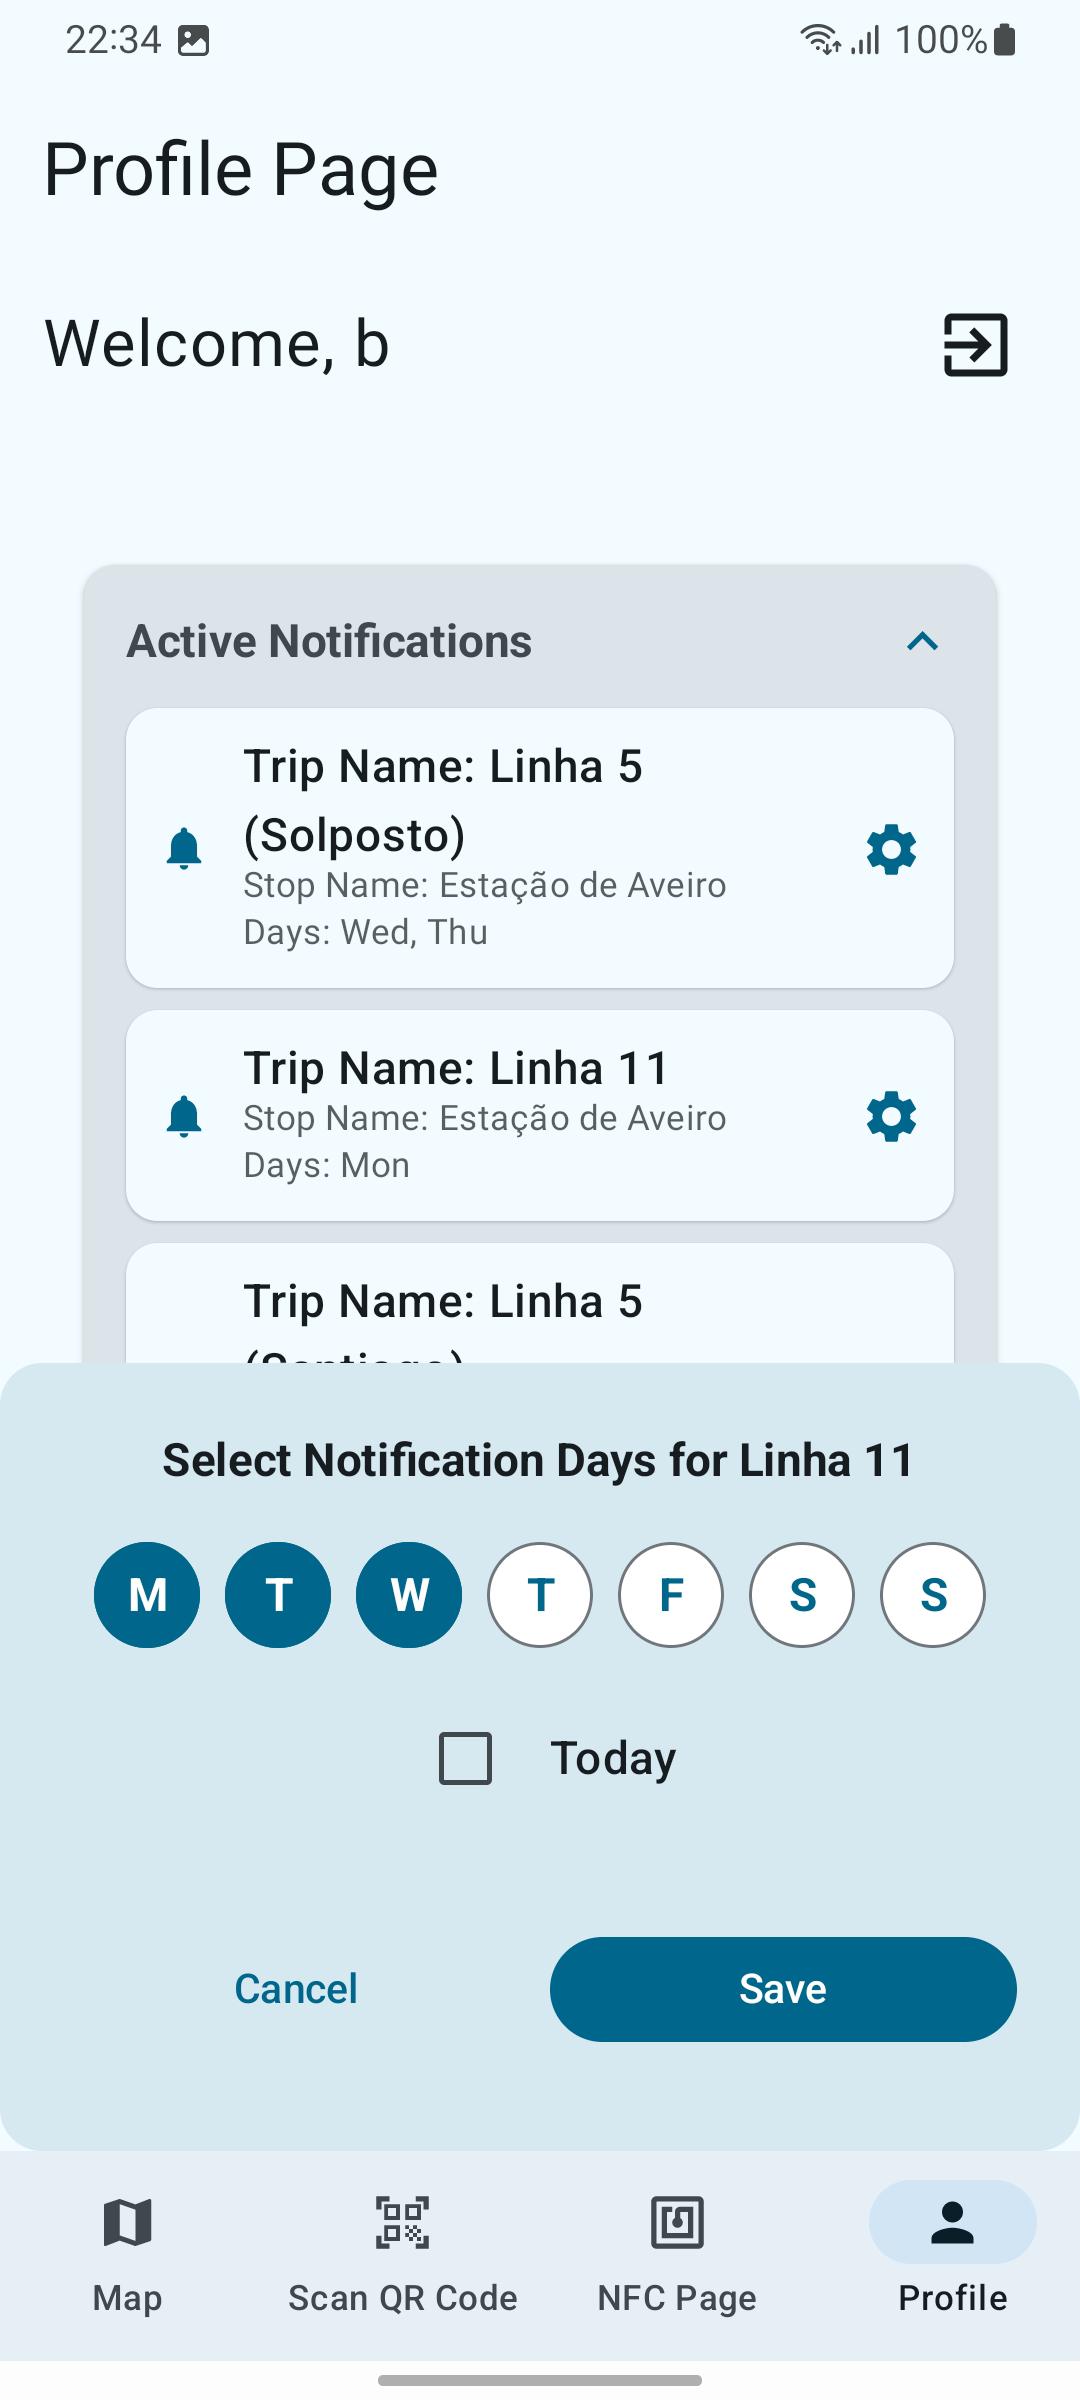 22:34
100%
Profile Page
Welcome, b
Active Notifications
Trip Name: Linha 5
(Solposto)
Stop Name: Estação de Aveiro
Days: Wed, Thu
Trip Name: Linha 11
Stop Name: Estação de Aveiro
Days: Mon
Trip Name: Linha 5
Select Notification Days for Linha 11
M T W T F S S
Today
Cancel Save
Map Scan QR Code NFC Page Profile